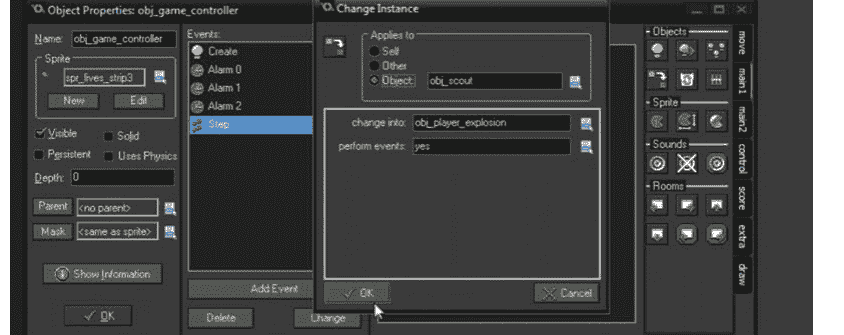 Object Properties: obj_game_controller
Name: obj_game_controller
Sprite
spr_lives_strip3
New Edit
Visible Solid
Persistent Uses Physics
Depth: 0
Parent <no parent>
Mask <same as sprite>
Show Information
OK
Events:
Create
Alarm 0
Alarm 1
Alarm 2
Step
Add Event
Delete Change
Change Instance
Applies to
Self
Other
Object: obj_scout
change into: obj_player_explosion
perform events: yes
OK Cancel
Objects
Sprite
Sounds
Rooms
move
main1
main2
control
score
extra
draw